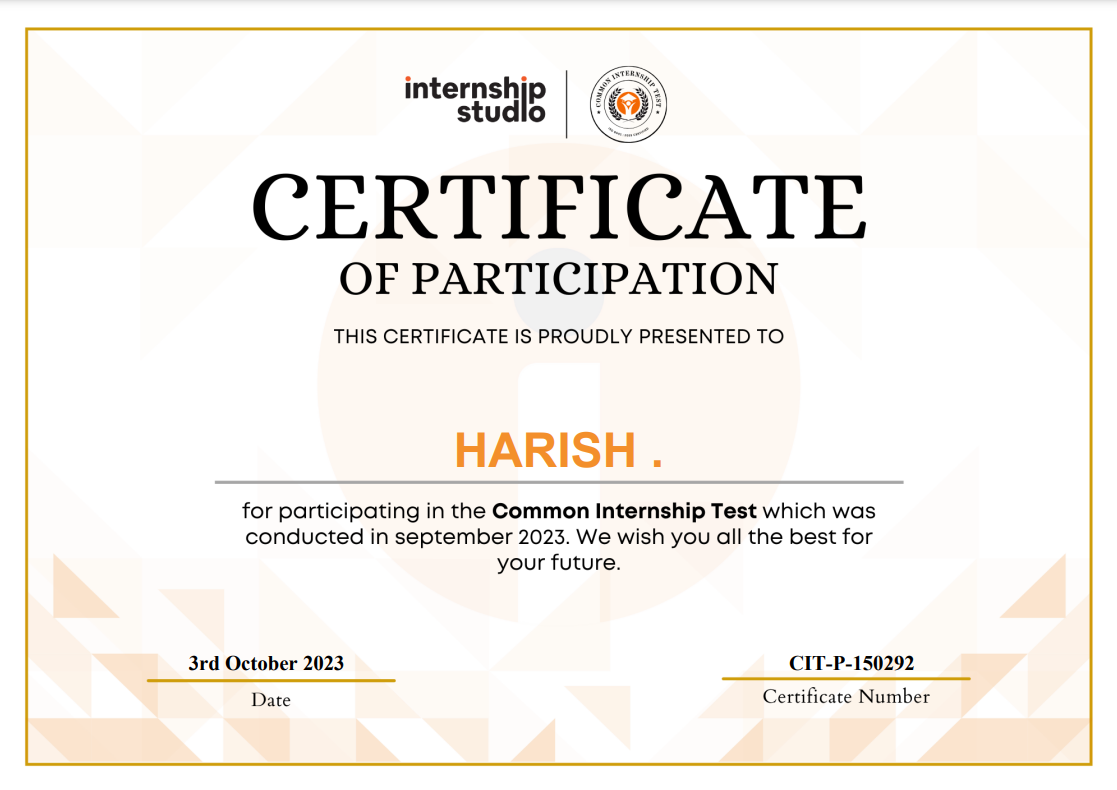 internship
studio
COMMON INTERNSHIP TEST
CERTIFICATE
OF PARTICIPATION
THIS CERTIFICATE IS PROUDLY PRESENTED TO
HARISH .
for participating in the Common Internship Test which was
conducted in september 2023. We wish you all the best for
your future.
3rd October 2023
CIT-P-150292
Date
Certificate Number